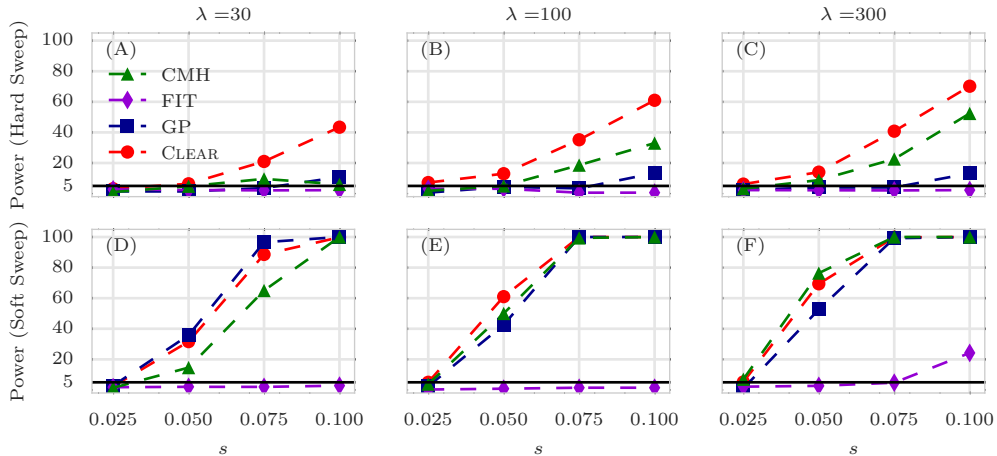 λ = 30
λ = 100
λ = 300
Power (Hard Sweep)
100
80
60
40
20
5
(A)
CMH
FIT
GP
CLEAR
(B)
(C)
Power (Soft Sweep)
100
80
60
40
20
5
(D)
(E)
(F)
0.025 0.050 0.075 0.100
0.025 0.050 0.075 0.100
0.025 0.050 0.075 0.100
s
s
s